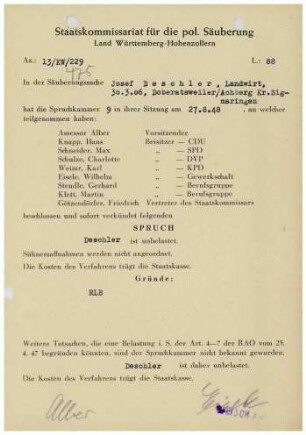 Staatskommissariat für die pol. Säuberung
Land Württemberg-Hohenzollern
Az.: 13/KW/229 L.: 88
475
In der Säuberungssache Josef Deschler, Landwirt,
30.3.06, Doberatsweiler/Achberg Kr.Sig-
maringen
hat die Spruchkammer 9 in ihrer Sitzung am 27.8.48 , an welcher
teilgenommen haben:
Assessor Alber Vorsitzender
Knapp, Hans Beisitzer — CDU
Schneider, Max „ — SPD
Schulze, Charlotte „ — DVP
Weimar, Karl „ — KPD
Eisele, Wilhelm „ — Gewerkschaft
Steudle, Gerhard „ — Berufsgruppe
Klett, Martin „ — Berufsgruppe
Götzendörfer, Friedrich Vertreter des Staatskommissars
beschlossen und sofort verkündet folgenden
SPRUCH
Deschler ist unbelastet.
Sühnemaßnahmen werden nicht angeordnet.
Die Kosten des Verfahrens trägt die Staatskasse.
Gründe:
RLB
Weitere Tatsachen, die eine Belastung i. S. der Art. 4—7 der RAO vom 25.
4. 47 begründen könnten, sind der Spruchkammer nicht bekannt geworden.
Deschler ist daher unbelastet.
Die Kosten des Verfahrens trägt die Staatskasse.
Alber